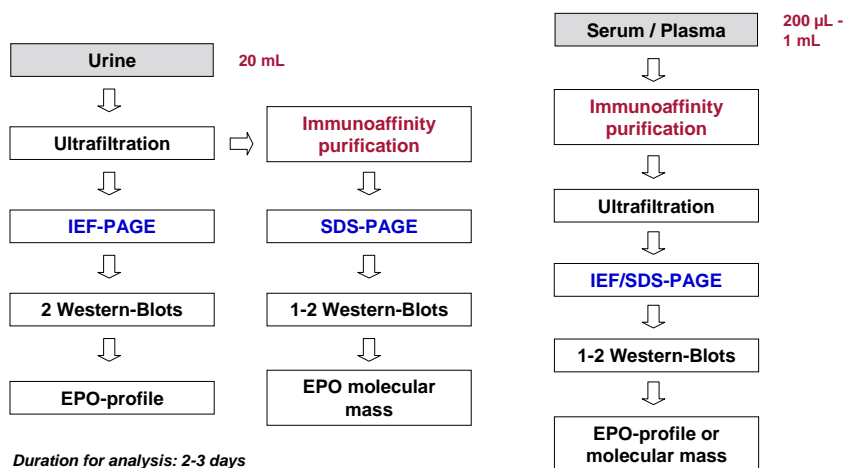 Urine
20 mL
Ultrafiltration
IEF-PAGE
2 Western-Blots
EPO-profile
Immunoaffinity
purification
SDS-PAGE
1-2 Western-Blots
EPO molecular
mass
Duration for analysis: 2-3 days
Serum / Plasma
200 µL -
1 mL
Immunoaffinity
purification
Ultrafiltration
IEF/SDS-PAGE
1-2 Western-Blots
EPO-profile or
molecular mass